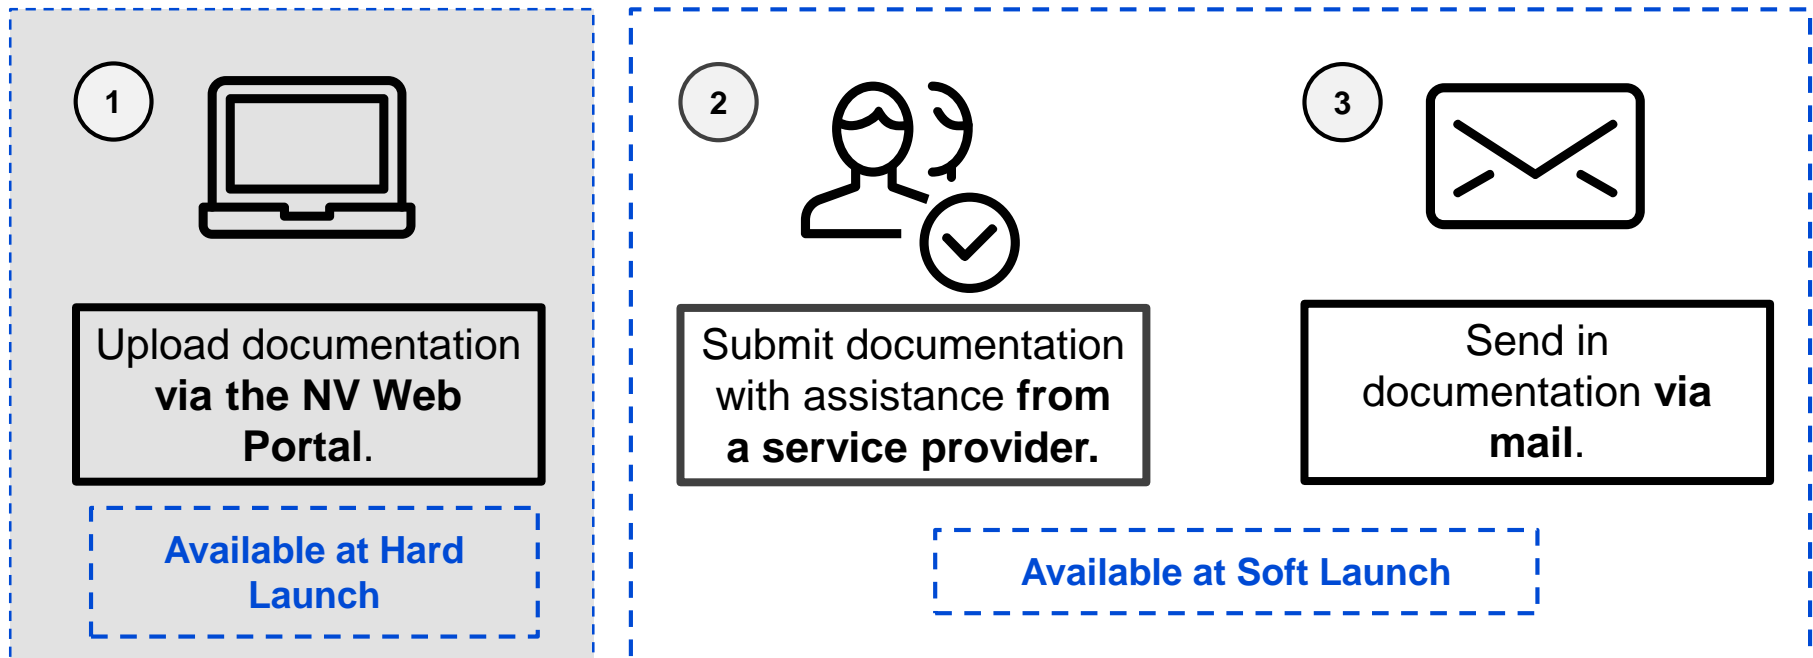 1
Upload documentation
via the NV Web
Portal.
Available at Hard
Launch
2
Submit documentation
with assistance from
a service provider.
3
Send in
documentation via
mail.
Available at Soft Launch